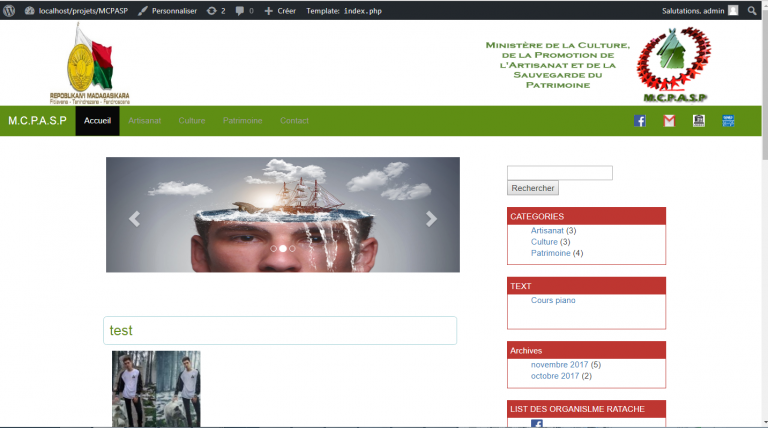 localhost/projets/MCPASP
Personnaliser
2
0
Créer
Template: index.php
Salutations, admin
REPOBLIKAN'I MADAGASIKARA
Fitiavana - Tanindrazana - Fandrosoana
Ministère de la Culture,
de la Promotion de
l'Artisanat et de la
Sauvegarde du
Patrimoine
M.C.P.A.S.P
M.C.P.A.S.P
Accueil
Artisanat
Culture
Patrimoine
Contact
Rechercher
CATEGORIES
Artisanat (3)
Culture (3)
Patrimoine (4)
TEXT
Cours piano
test
Archives
novembre 2017 (5)
octobre 2017 (2)
LIST DES ORGANISLME RATACHE